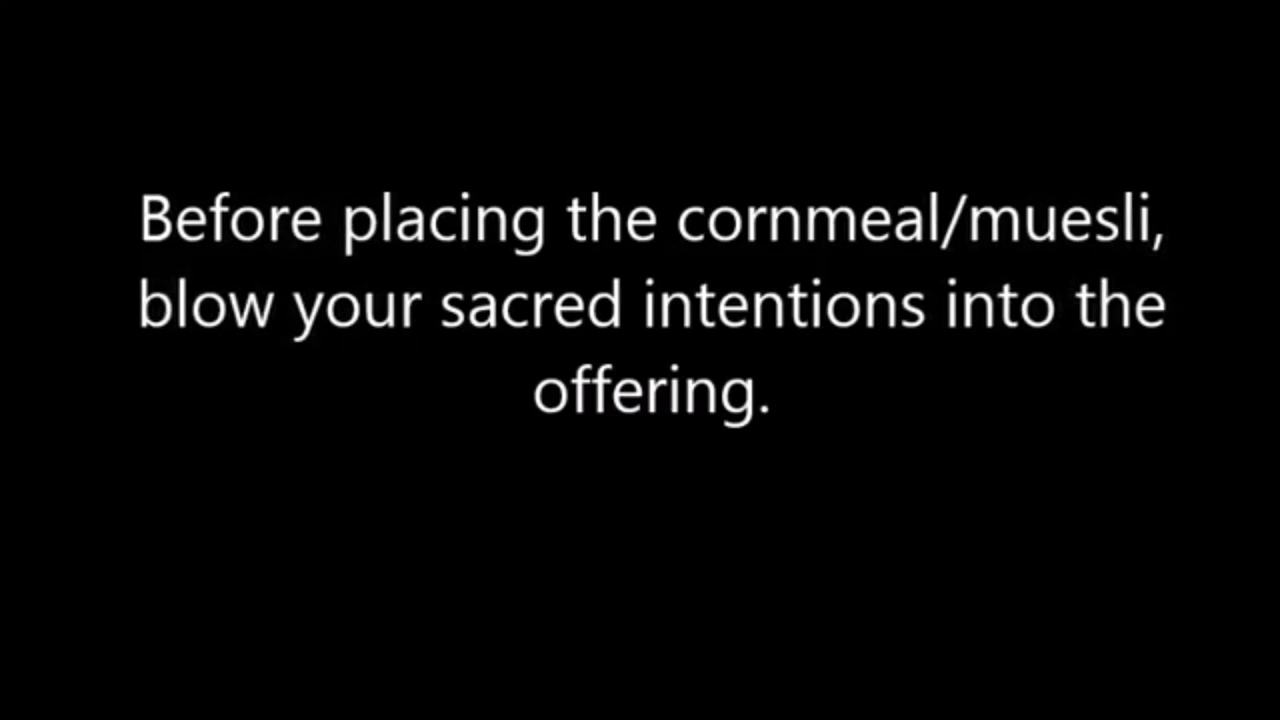 Before placing the cornmeal/muesli,
blow your sacred intentions into the
offering.